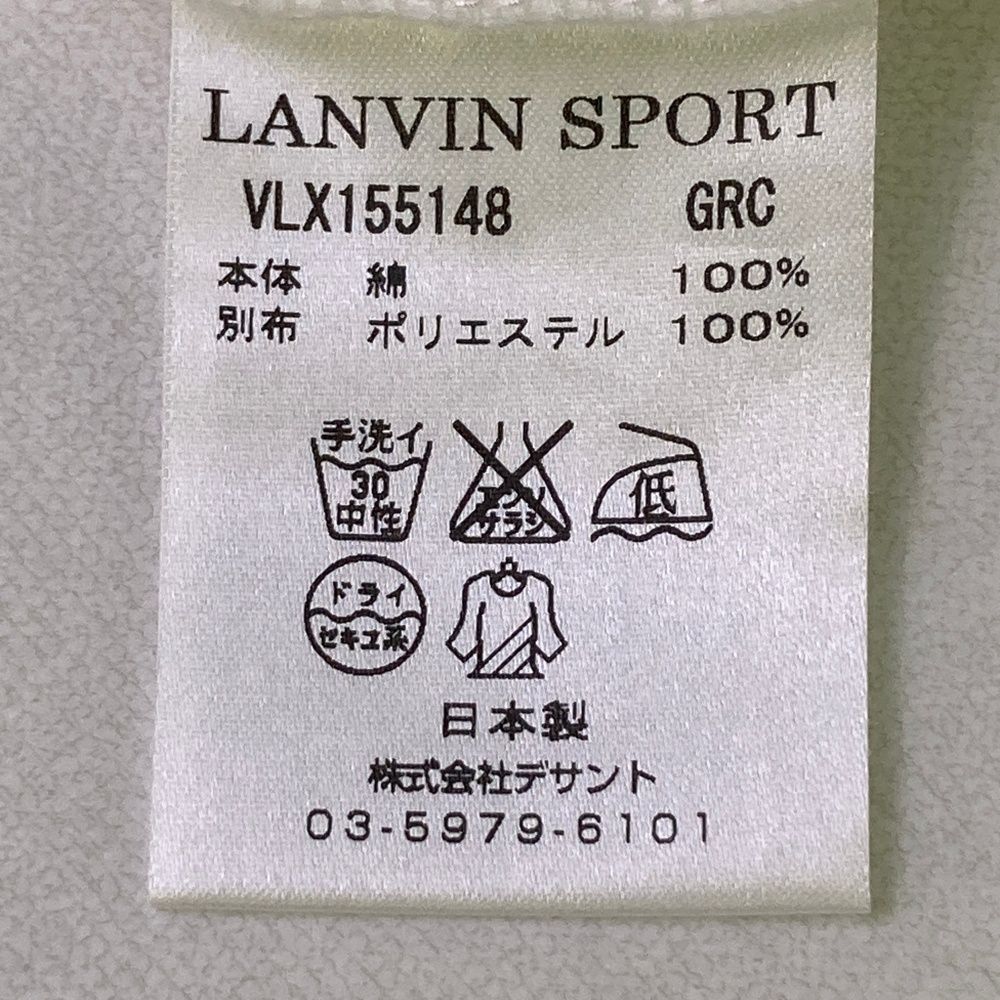 LANVIN SPORT
VLX155148 GRC
本体 綿 100%
別布 ポリエステル 100%
手洗イ
30
中性
エンソ
サラシ
低
ドライ
セキユ系
日本製
株式会社デサント
03-5979-6101